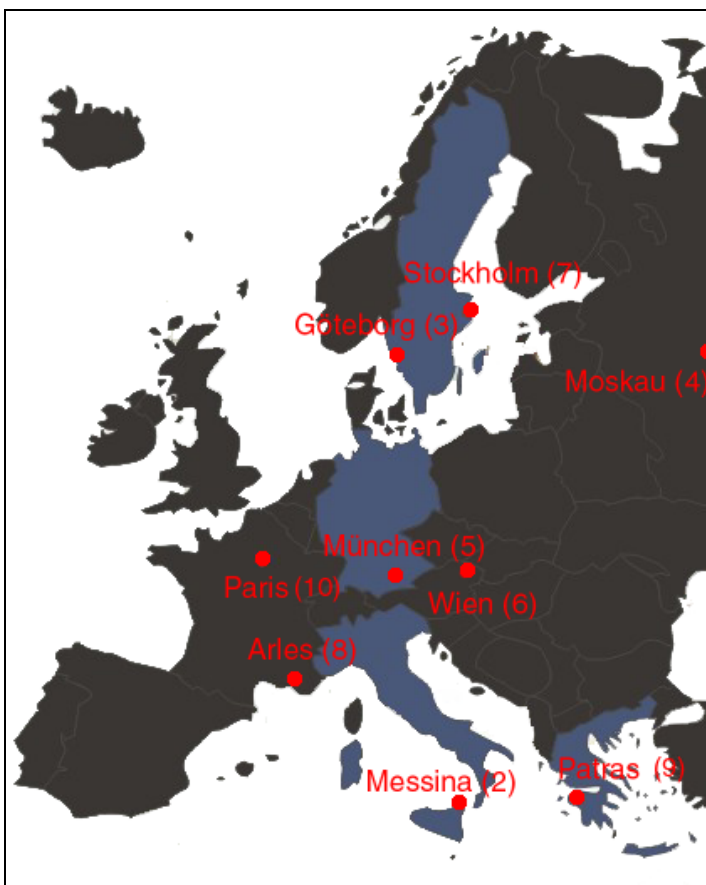 Stockholm (7)
Göteborg (3)
Moskau (4)
München (5)
Paris (10)
Wien (6)
Arles (8)
Patras (9)
Messina (2)